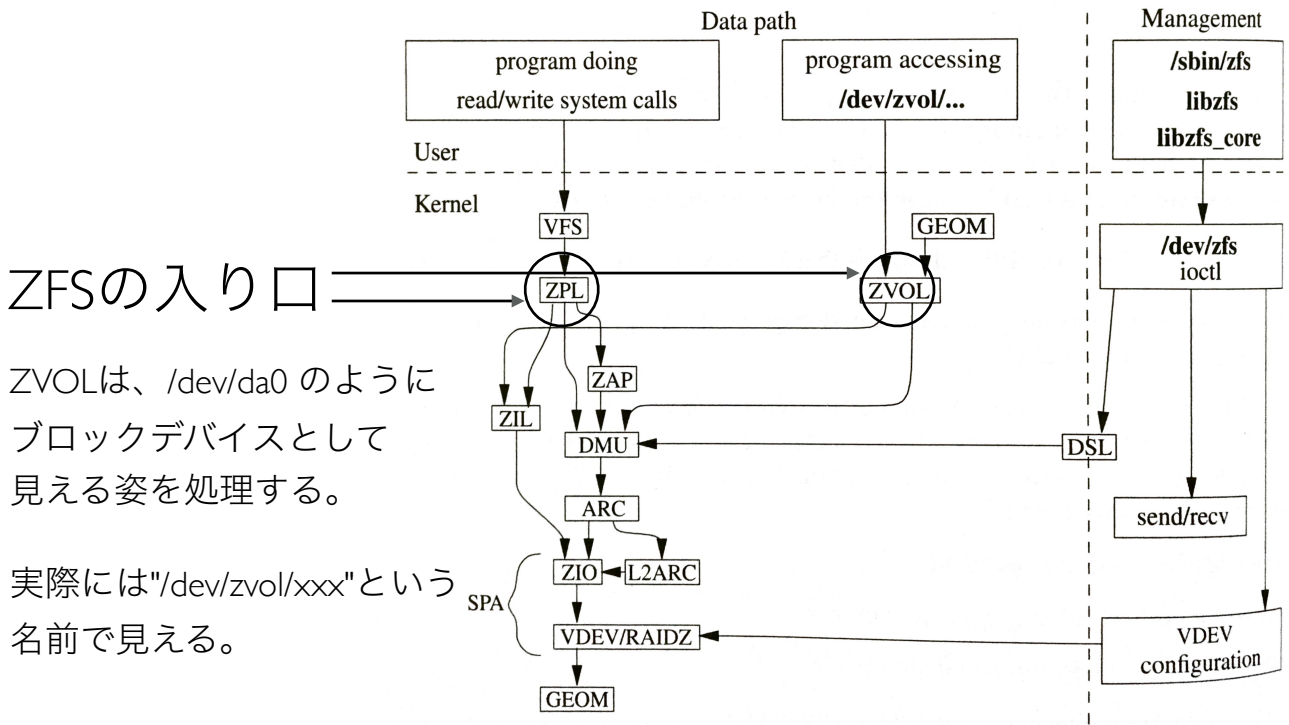 Data path
Management
program doing
read/write system calls
program accessing
/dev/zvol/...
/sbin/zfs
libzfs
libzfs_core
User
Kernel
VFS
GEOM
/dev/zfs
ioctl
ZFSの入り口
ZPL
ZVOL
ZVOLは、/dev/da0 のように
ブロックデバイスとして
見える姿を処理する。
ZAP
ZIL
DMU
DSL
ARC
send/recv
実際には"/dev/zvol/xxx"という
名前で見える。
SPA
ZIO
L2ARC
VDEV/RAIDZ
VDEV
configuration
GEOM